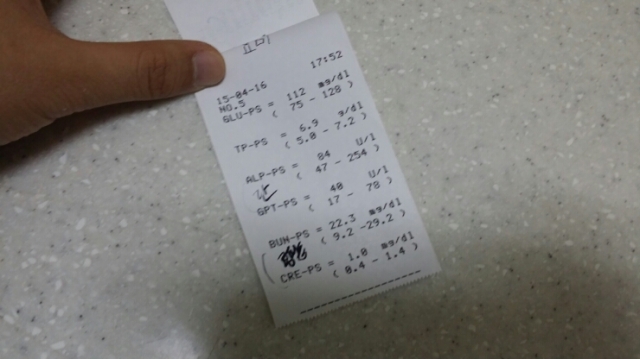 17:52
15-04-16
NO.5
GLU-PS = 112 mg/dl
( 75 - 128 )
TP-PS = 6.9 g/dl
( 5.0 - 7.2 )
ALP-PS = 84 U/l
( 47 - 254 )
GPT-PS = 40 U/l
( 17 - 78 )
BUN-PS = 22.3 mg/dl
( 9.2 -29.2 )
CRE-PS = 1.0 mg/dl
( 0.4 - 1.4 )